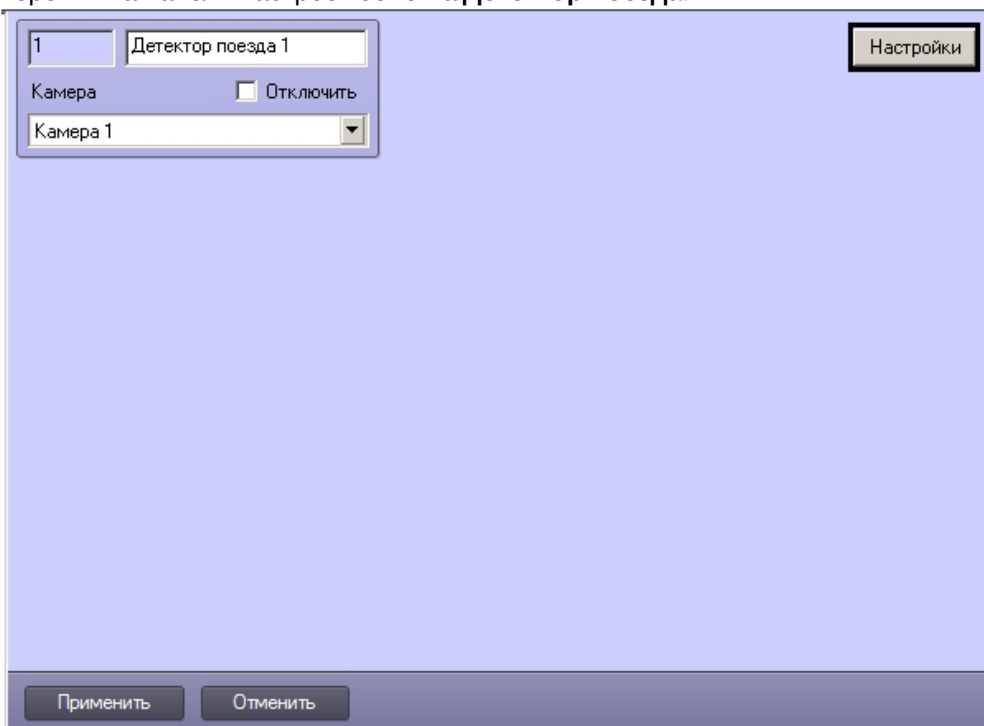 1 Детектор поезда 1 Настройки
Камера Отключить
Камера 1
Применить Отменить